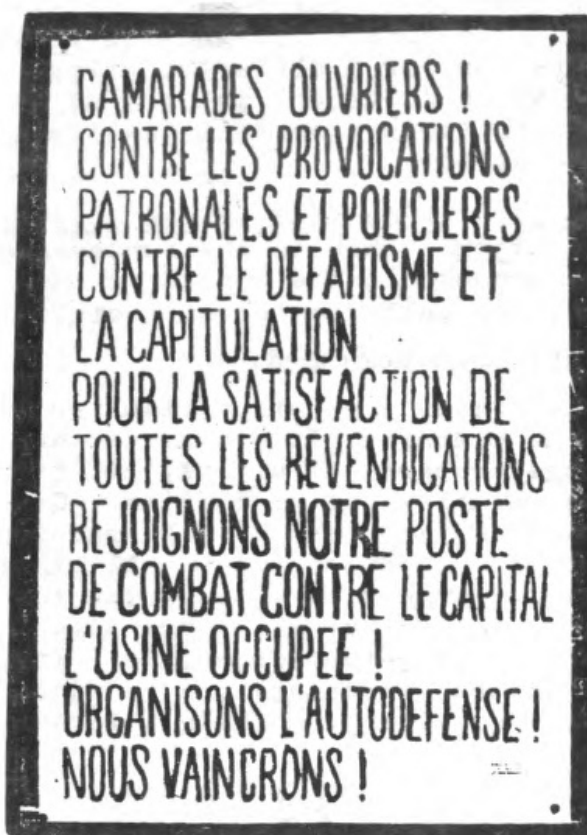 CAMARADES OUVRIERS !
CONTRE LES PROVOCATIONS
PATRONALES ET POLICIERES
CONTRE LE DEFAITISME ET
LA CAPITULATION
POUR LA SATISFACTION DE
TOUTES LES REVENDICATIONS
REJOIGNONS NOTRE POSTE
DE COMBAT CONTRE LE CAPITAL
L'USINE OCCUPEE !
ORGANISONS L'AUTODEFENSE !
NOUS VAINCRONS !